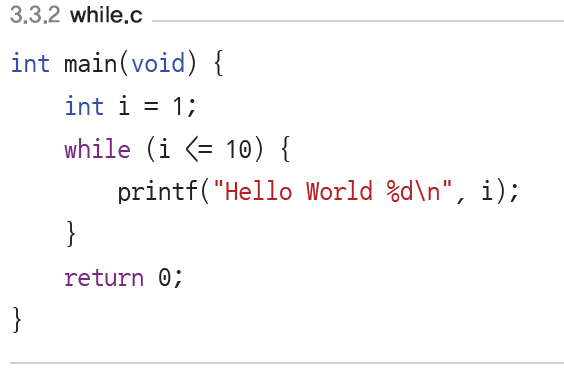 3.3.2 while.c
int main(void) {
    int i = 1;
    while (i <= 10) {
        printf("Hello World %d\n", i);
    }
    return 0;
}